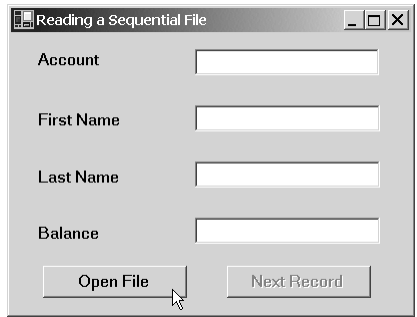 Reading a Sequential File
Account
First Name
Last Name
Balance
Open File
Next Record